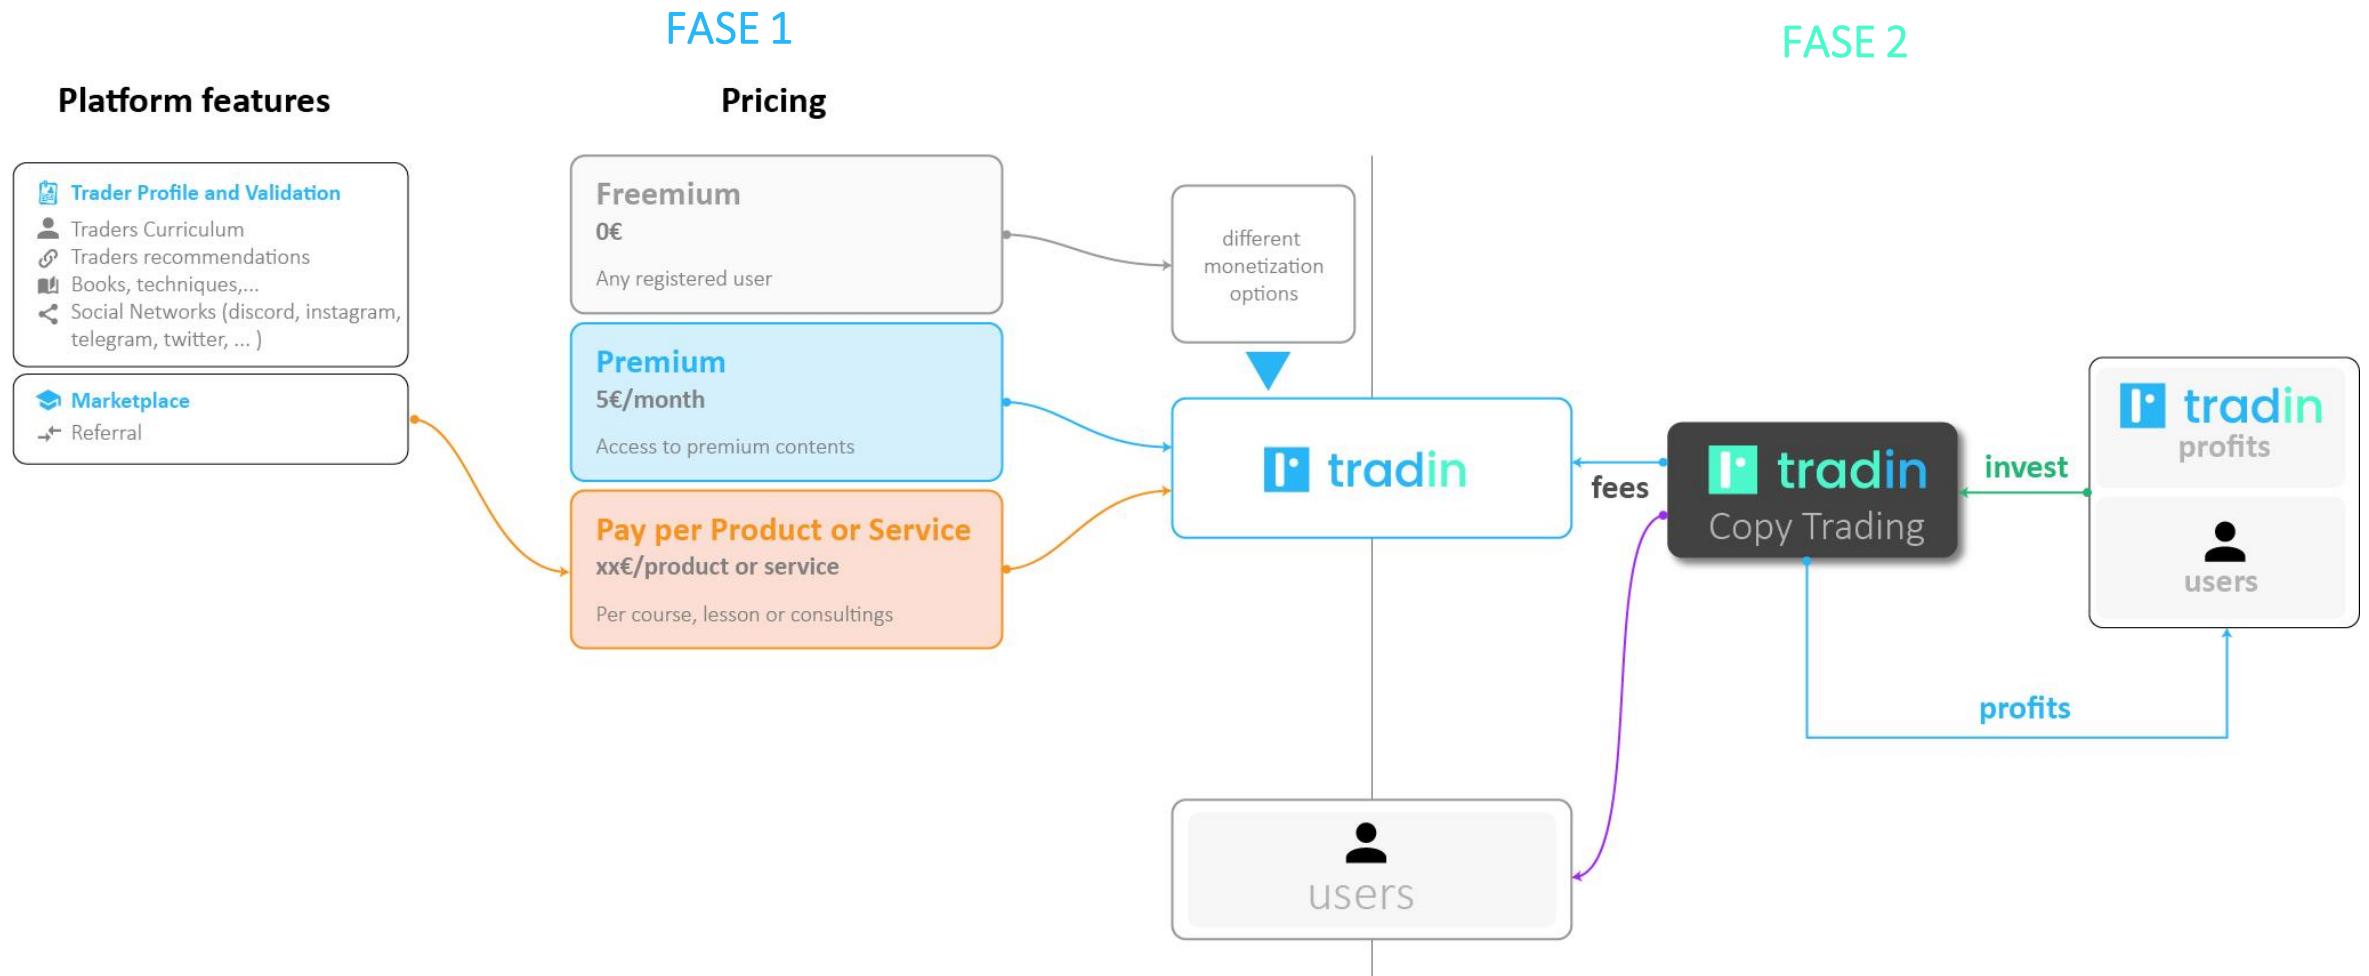 FASE 1
FASE 2
Platform features
Pricing
Trader Profile and Validation
Traders Curriculum
Traders recommendations
Books, techniques,...
Social Networks (discord, instagram,
telegram, twitter, ... )
Marketplace
Referral
Freemium
0€
Any registered user
Premium
5€/month
Access to premium contents
Pay per Product or Service
xx€/product or service
Per course, lesson or consultings
different
monetization
options
tradin
fees
tradin
Copy Trading
invest
tradin
profits
users
profits
users